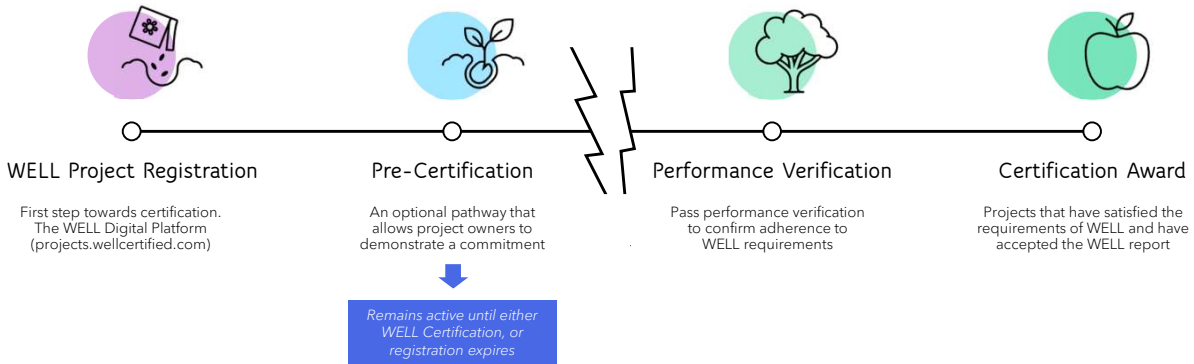 WELL Project Registration
First step towards certification.
The WELL Digital Platform
(projects.wellcertified.com)
Pre-Certification
An optional pathway that
allows project owners to
demonstrate a commitment
Remains active until either
WELL Certification, or
registration expires
Performance Verification
Pass performance verification
to confirm adherence to
WELL requirements
Certification Award
Projects that have satisfied the
requirements of WELL and have
accepted the WELL report